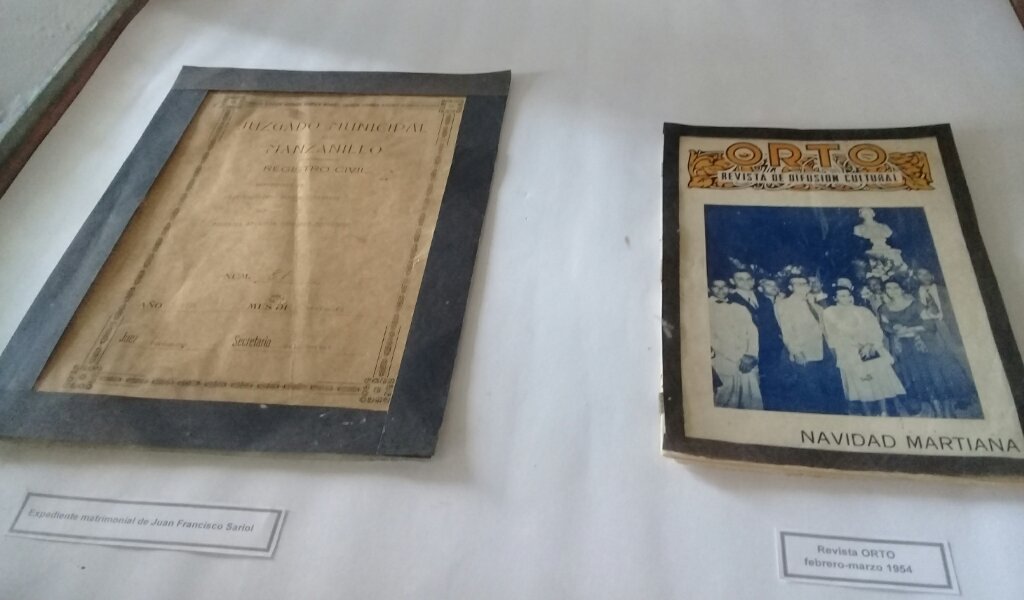 JUZGADO MUNICIPAL
MANZANILLO
REGISTRO CIVIL
NUM.
AÑO MES DE
Juez Secretario
Expediente matrimonial de Juan Francisco Sariol
ORTO
REVISTA DE DIFUSION CULTURAL
NAVIDAD MARTIANA
Revista ORTO
febrero-marzo 1954